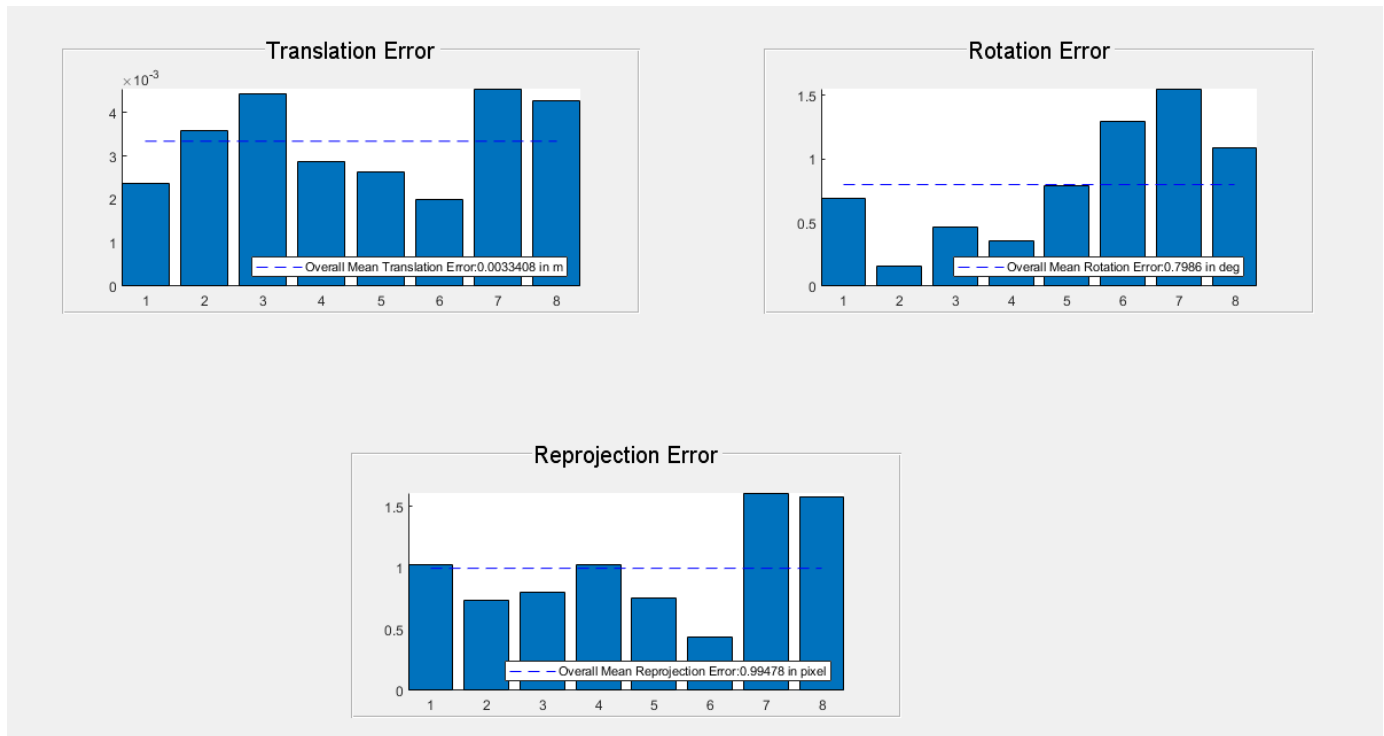 Translation Error
×10-3
4
3
2
1
0
1 2 3 4 5 6 7 8
Overall Mean Translation Error:0.0033408 in m
Rotation Error
1.5
1
0.5
0
1 2 3 4 5 6 7 8
Overall Mean Rotation Error:0.7986 in deg
Reprojection Error
1.5
1
0.5
0
1 2 3 4 5 6 7 8
Overall Mean Reprojection Error:0.99478 in pixel